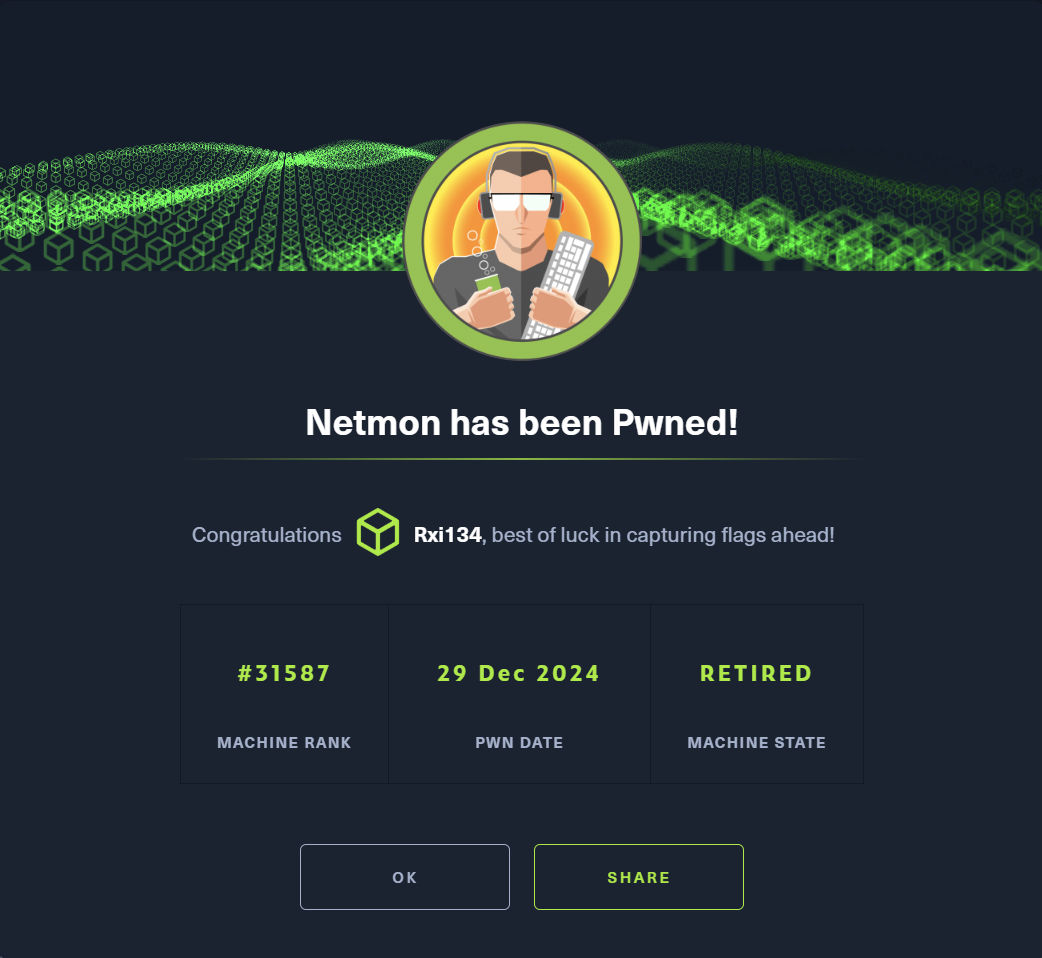 Netmon has been Pwned!
Congratulations Rxi134, best of luck in capturing flags ahead!
#31587 29 Dec 2024 RETIRED
MACHINE RANK PWN DATE MACHINE STATE
OK SHARE